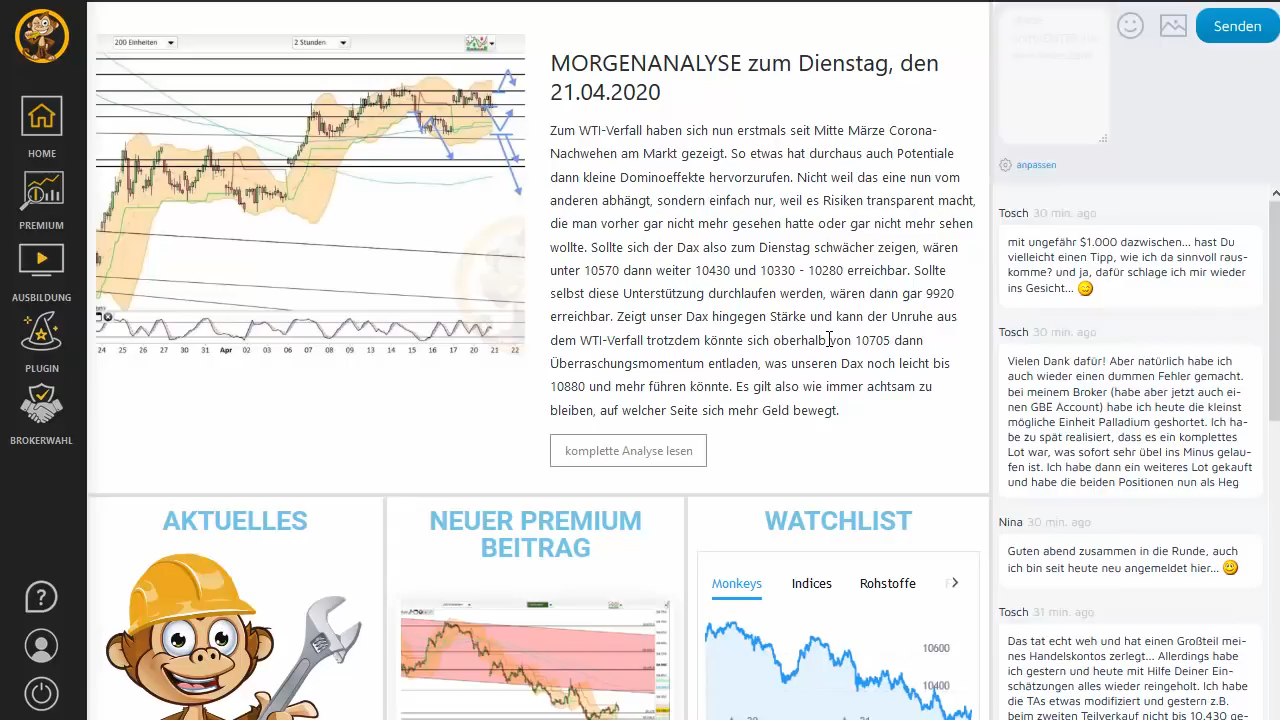 HOME
PREMIUM
AUSBILDUNG
PLUGIN
BROKERWAHL
200 Einheiten
2 Stunden
24 25 26 27 30 31 Apr 02 03 06 07 08 09 10 13 14 15 16 17 20 21 22
MORGENANALYSE zum Dienstag, den
21.04.2020
Zum WTI-Verfall haben sich nun erstmals seit Mitte Märze Corona-
Nachwehen am Markt gezeigt. So etwas hat durchaus auch Potentiale
dann kleine Dominoeffekte hervorzurufen. Nicht weil das eine nun vom
anderen abhängt, sondern einfach nur, weil es Risiken transparent macht,
die man vorher gar nicht mehr gesehen hatte oder gar nicht mehr sehen
wollte. Sollte sich der Dax also zum Dienstag schwächer zeigen, wären
unter 10570 dann weiter 10430 und 10330 - 10280 erreichbar. Sollte
selbst diese Unterstützung durchlaufen werden, wären dann gar 9920
erreichbar. Zeigt unser Dax hingegen Stärke und kann der Unruhe aus
dem WTI-Verfall trotzdem könnte sich oberhalb von 10705 dann
Überraschungsmomentum entladen, was unseren Dax noch leicht bis
10880 und mehr führen könnte. Es gilt also wie immer achtsam zu
bleiben, auf welcher Seite sich mehr Geld bewegt.
komplette Analyse lesen
AKTUELLES
NEUER PREMIUM
BEITRAG
WATCHLIST
Monkeys Indices Rohstoffe
10600
10400
Senden
anpassen
Tosch 30 min. ago
mit ungefähr $1.000 dazwischen... hast Du
vielleicht einen Tipp, wie ich da sinnvoll raus-
komme? und ja, dafür schlage ich mir wieder
ins Gesicht...
Tosch 30 min. ago
Vielen Dank dafür! Aber natürlich habe ich
auch wieder einen dummen Fehler gemacht.
bei meinem Broker (habe aber jetzt auch ei-
nen GBE Account) habe ich heute die kleinst
mögliche Einheit Palladium geshortet. Ich ha-
be zu spät realisiert, dass es ein komplettes
Lot war, was sofort sehr übel ins Minus gelau-
fen ist. Ich habe dann ein weiteres Lot gekauft
und habe die beiden Positionen nun als Heg
Nina 30 min. ago
Guten abend zusammen in die Runde, auch
ich bin seit heute neu angemeldet hier...
Tosch 31 min. ago
Das tat echt weh und hat einen Großteil mei-
nes Handelskontos zerlegt... Allerdings habe
ich gestern und heute mit Hilfe Deiner Ein-
schätzungen alles wieder reingeholt. Ich habe
die TAs etwas modifiziert und gestern z.B.
beim zweiten Teilverkauf nicht bis 10.430 ge-